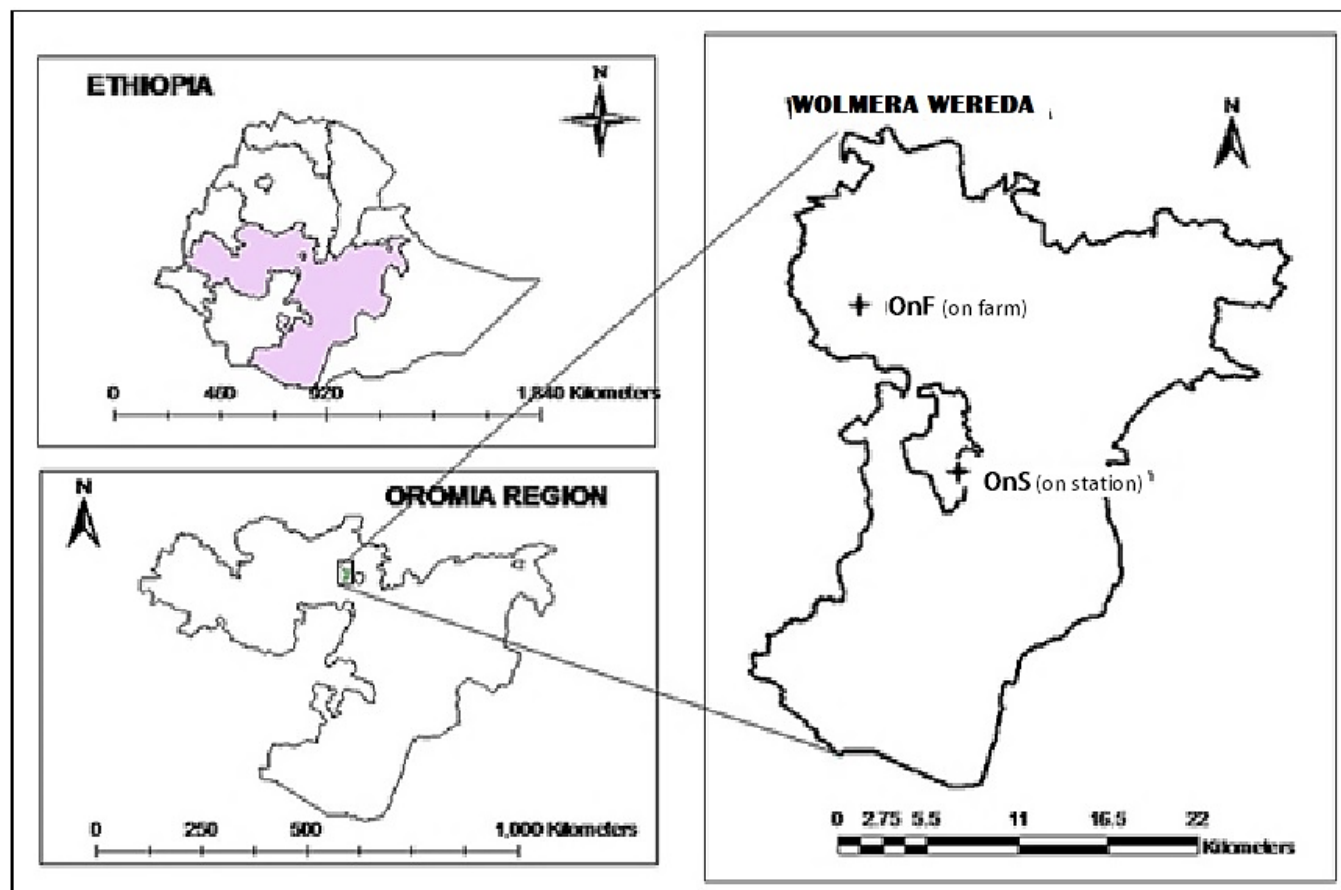 ETHIOPIA
N
0 460 920 1,840 Kilometers
N
OROMIA REGION
0 250 500 1,000 Kilometers
WOLMERA WEREDA
N
OnF (on farm)
OnS (on station)
0 2.75 5.5 11 16.5 22
Kilometers